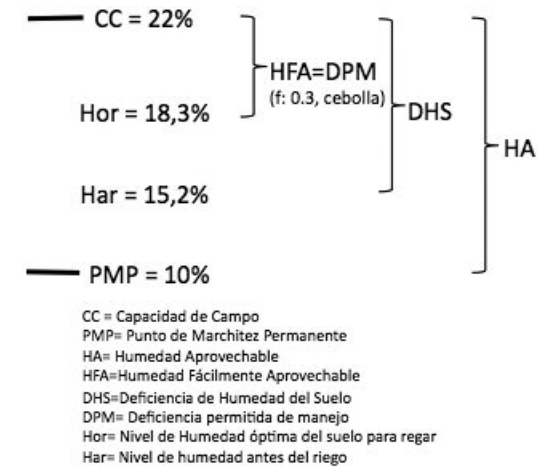 CC = 22%
HFA=DPM
(f: 0.3, cebolla)
Hor = 18,3%
DHS
HA
Har = 15,2%
PMP = 10%
CC = Capacidad de Campo
PMP= Punto de Marchitez Permanente
HA= Humedad Aprovechable
HFA=Humedad Fácilmente Aprovechable
DHS=Deficiencia de Humedad del Suelo
DPM= Deficiencia permitida de manejo
Hor= Nivel de Humedad óptima del suelo para regar
Har= Nivel de humedad antes del riego